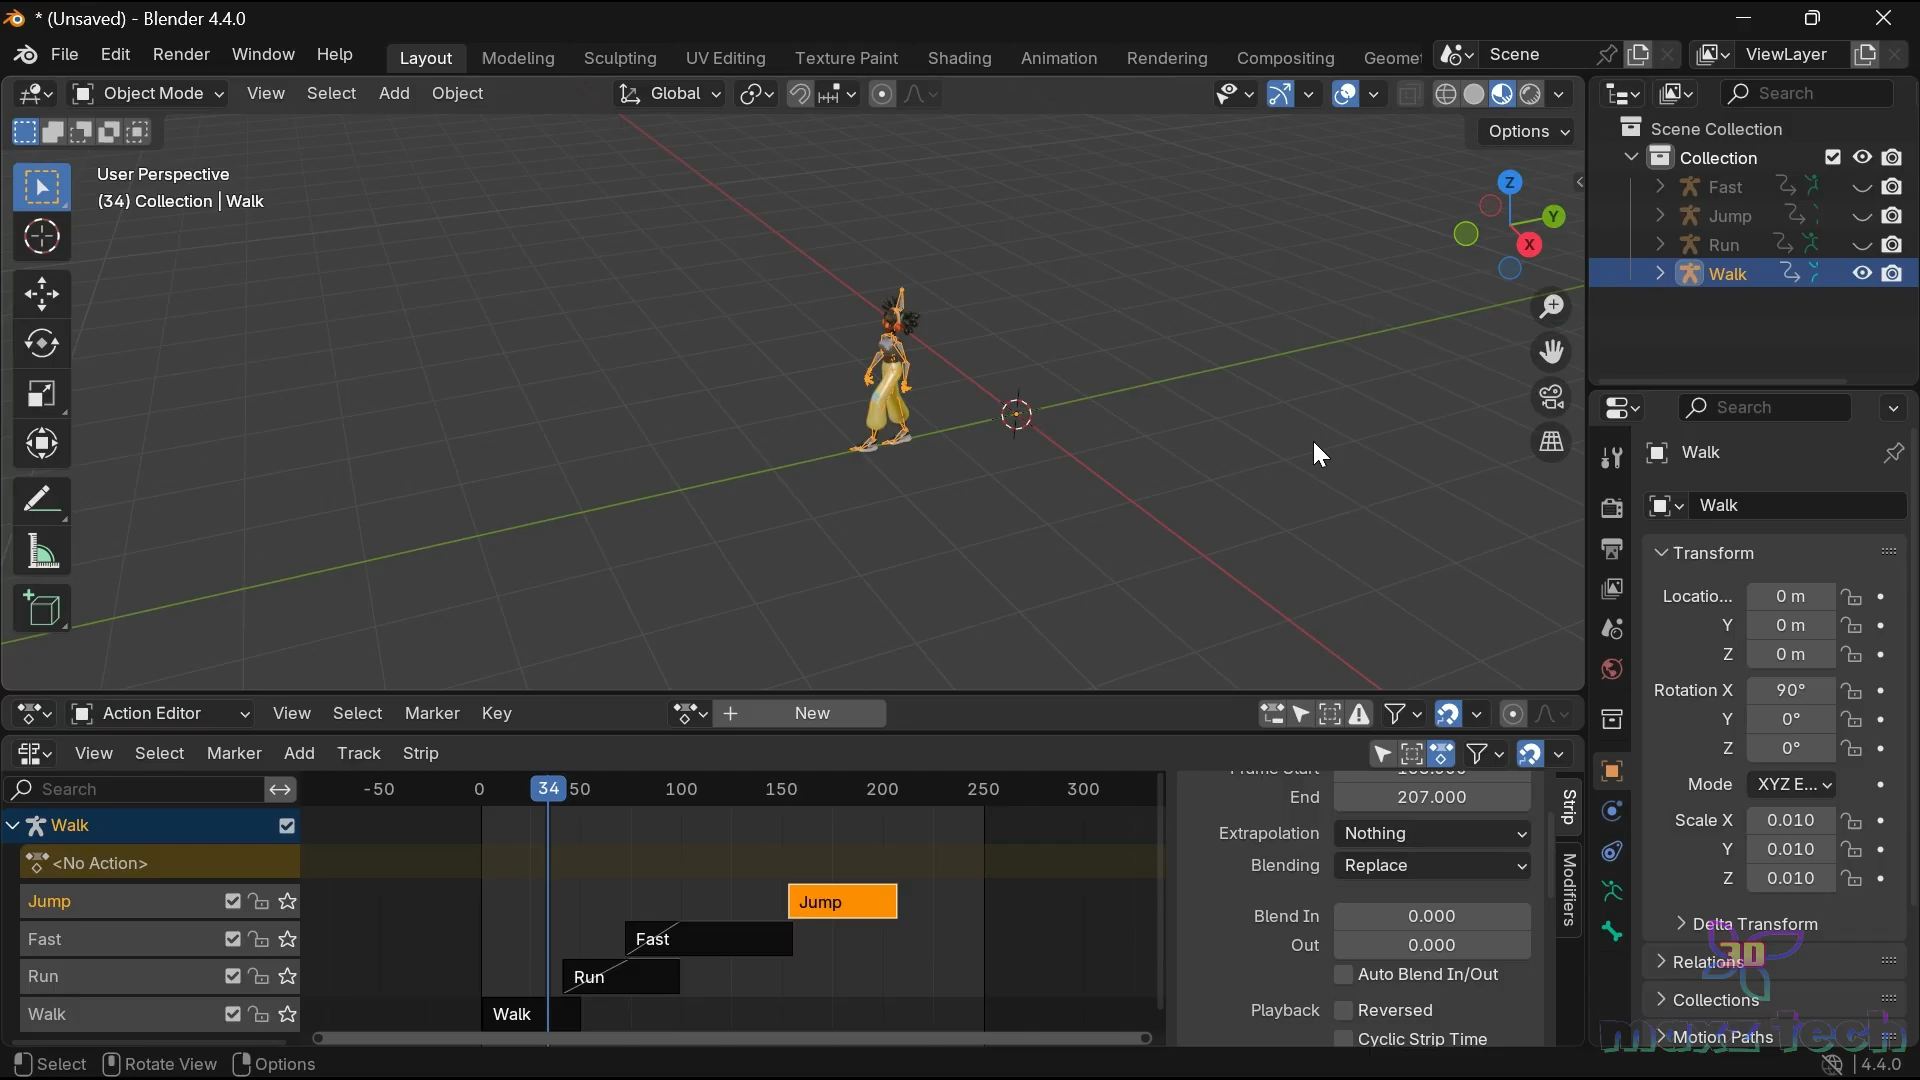 * (Unsaved) - Blender 4.4.0
File Edit Render Window Help
Layout Modeling Sculpting UV Editing Texture Paint Shading Animation Rendering Compositing Geomet
Scene
ViewLayer
Object Mode View Select Add Object
Global
Search
Options
Scene Collection
Collection
Fast
Jump
Run
Walk
User Perspective
(34) Collection | Walk
Z
Y
X
Search
Walk
Walk
Transform
Locatio... 0 m
Y 0 m
Z 0 m
Rotation X 90°
Y 0°
Z 0°
Mode XYZ E...
Scale X 0.010
Y 0.010
Z 0.010
Delta Transform
3D
Relations
Collections
Motion Paths
maxz tech
Action Editor View Select Marker Key
New
View Select Marker Add Track Strip
Search
-50 0 34 50 100 150 200 250 300
Walk
<No Action>
Jump
Fast
Run
Walk
Jump
Fast
Run
Walk
End 207.000
Extrapolation Nothing
Blending Replace
Blend In 0.000
Out 0.000
Auto Blend In/Out
Playback Reversed
Cyclic Strip Time
Strip
Modifiers
Select Rotate View Options
4.4.0